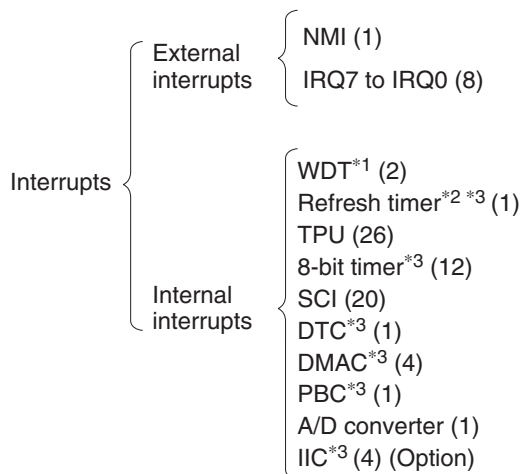 Interrupts
External
interrupts
NMI (1)
IRQ7 to IRQ0 (8)
Internal
interrupts
WDT*1 (2)
Refresh timer*2 *3 (1)
TPU (26)
8-bit timer*3 (12)
SCI (20)
DTC*3 (1)
DMAC*3 (4)
PBC*3 (1)
A/D converter (1)
IIC*3 (4) (Option)